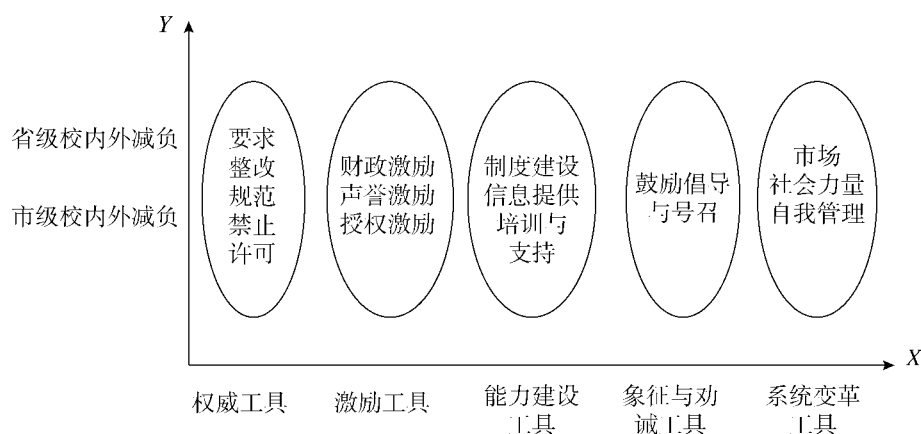 Y
省级校内外减负
市级校内外减负
要求
整改
规范
禁止
许可
财政激励
声誉激励
授权激励
制度建设
信息提供
培训与
支持
鼓励倡导
与号召
市场
社会力量
自我管理
X
权威工具
激励工具
能力建设
工具
象征与劝
诫工具
系统变革
工具